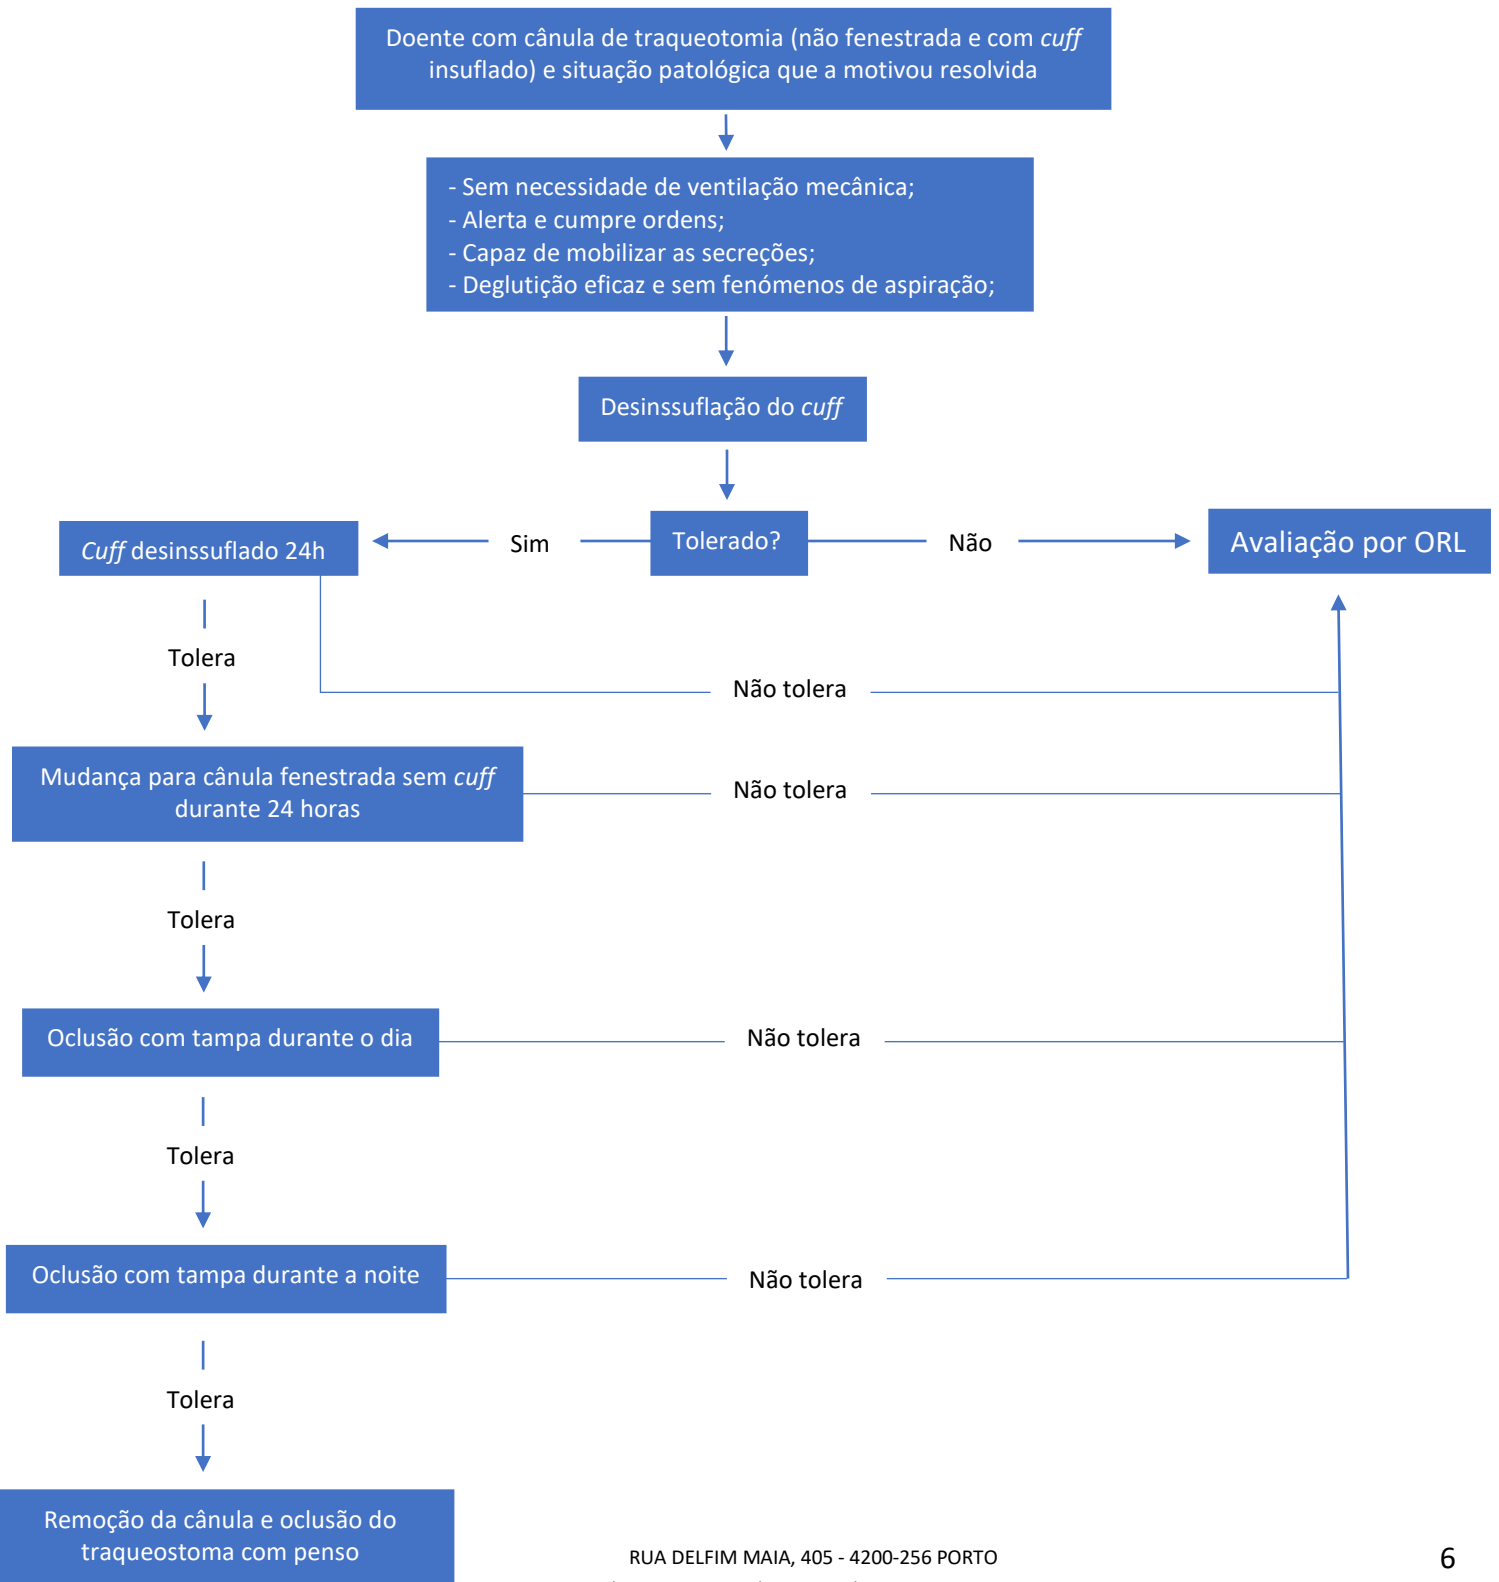 Doente com cânula de traqueotomia (não fenestrada e com cuff
insuflado) e situação patológica que a motivou resolvida
- Sem necessidade de ventilação mecânica;
- Alerta e cumpre ordens;
- Capaz de mobilizar as secreções;
- Deglutição eficaz e sem fenómenos de aspiração;
Desinssuflação do cuff
Cuff desinssuflado 24h
Sim
Tolerado?
Não
Avaliação por ORL
Tolera
Não tolera
Mudança para cânula fenestrada sem cuff
durante 24 horas
Não tolera
Tolera
Oclusão com tampa durante o dia
Não tolera
Tolera
Oclusão com tampa durante a noite
Não tolera
Tolera
Remoção da cânula e oclusão do
traqueostoma com penso
RUA DELFIM MAIA, 405 - 4200-256 PORTO
6